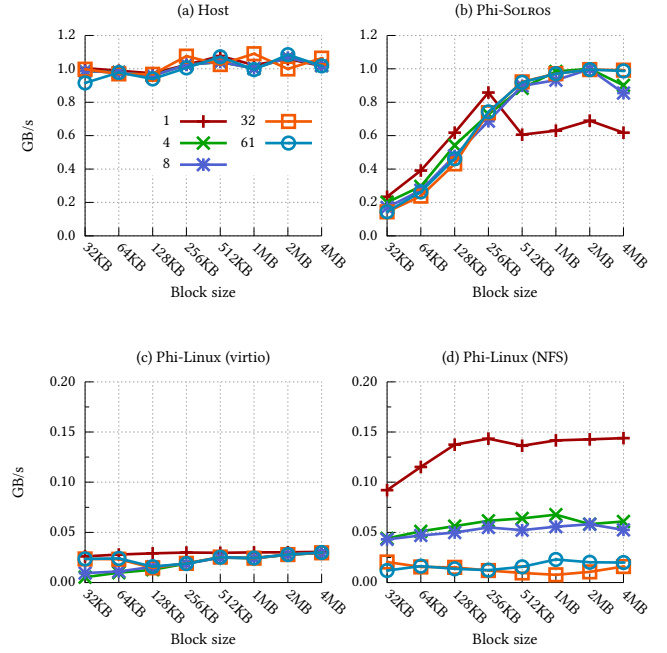 (a) Host
(b) Phi-Solros
GB/s
1.2
1.0
0.8
0.6
0.4
0.2
0.0
1 32
4 61
8
32KB 64KB 128KB 256KB 512KB 1MB 2MB 4MB
Block size
1.2
1.0
0.8
0.6
0.4
0.2
0.0
32KB 64KB 128KB 256KB 512KB 1MB 2MB 4MB
Block size
(c) Phi-Linux (virtio)
(d) Phi-Linux (NFS)
GB/s
0.20
0.15
0.10
0.05
0.00
32KB 64KB 128KB 256KB 512KB 1MB 2MB 4MB
Block size
0.20
0.15
0.10
0.05
0.00
32KB 64KB 128KB 256KB 512KB 1MB 2MB 4MB
Block size